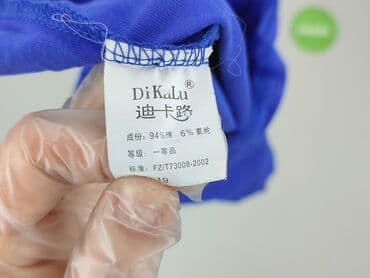 DiKaLu®
迪卡路
成份: 94%棉 6%氨纶
等级: 一等品
标准: FZ/T73008-2002